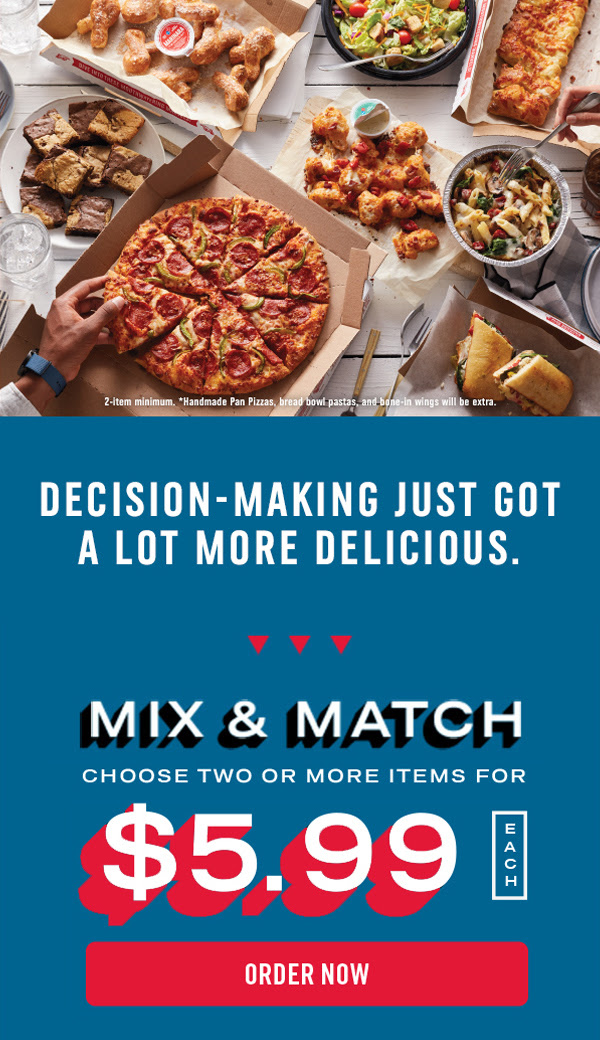 2-item minimum. *Handmade Pan Pizzas, bread bowl pastas, and bone-in wings will be extra.
DECISION-MAKING JUST GOT
A LOT MORE DELICIOUS.
MIX & MATCH
CHOOSE TWO OR MORE ITEMS FOR
$5.99
EACH
ORDER NOW